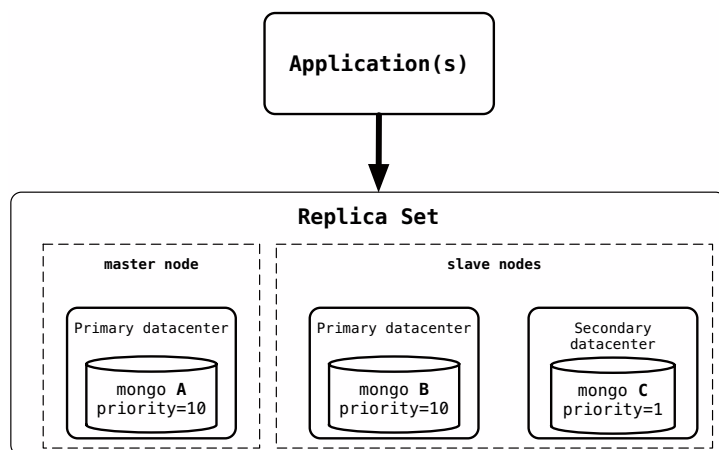 Application(s)
Replica Set
master node
slave nodes
Primary datacenter
mongo A
priority=10
Primary datacenter
mongo B
priority=10
Secondary
datacenter
mongo C
priority=1